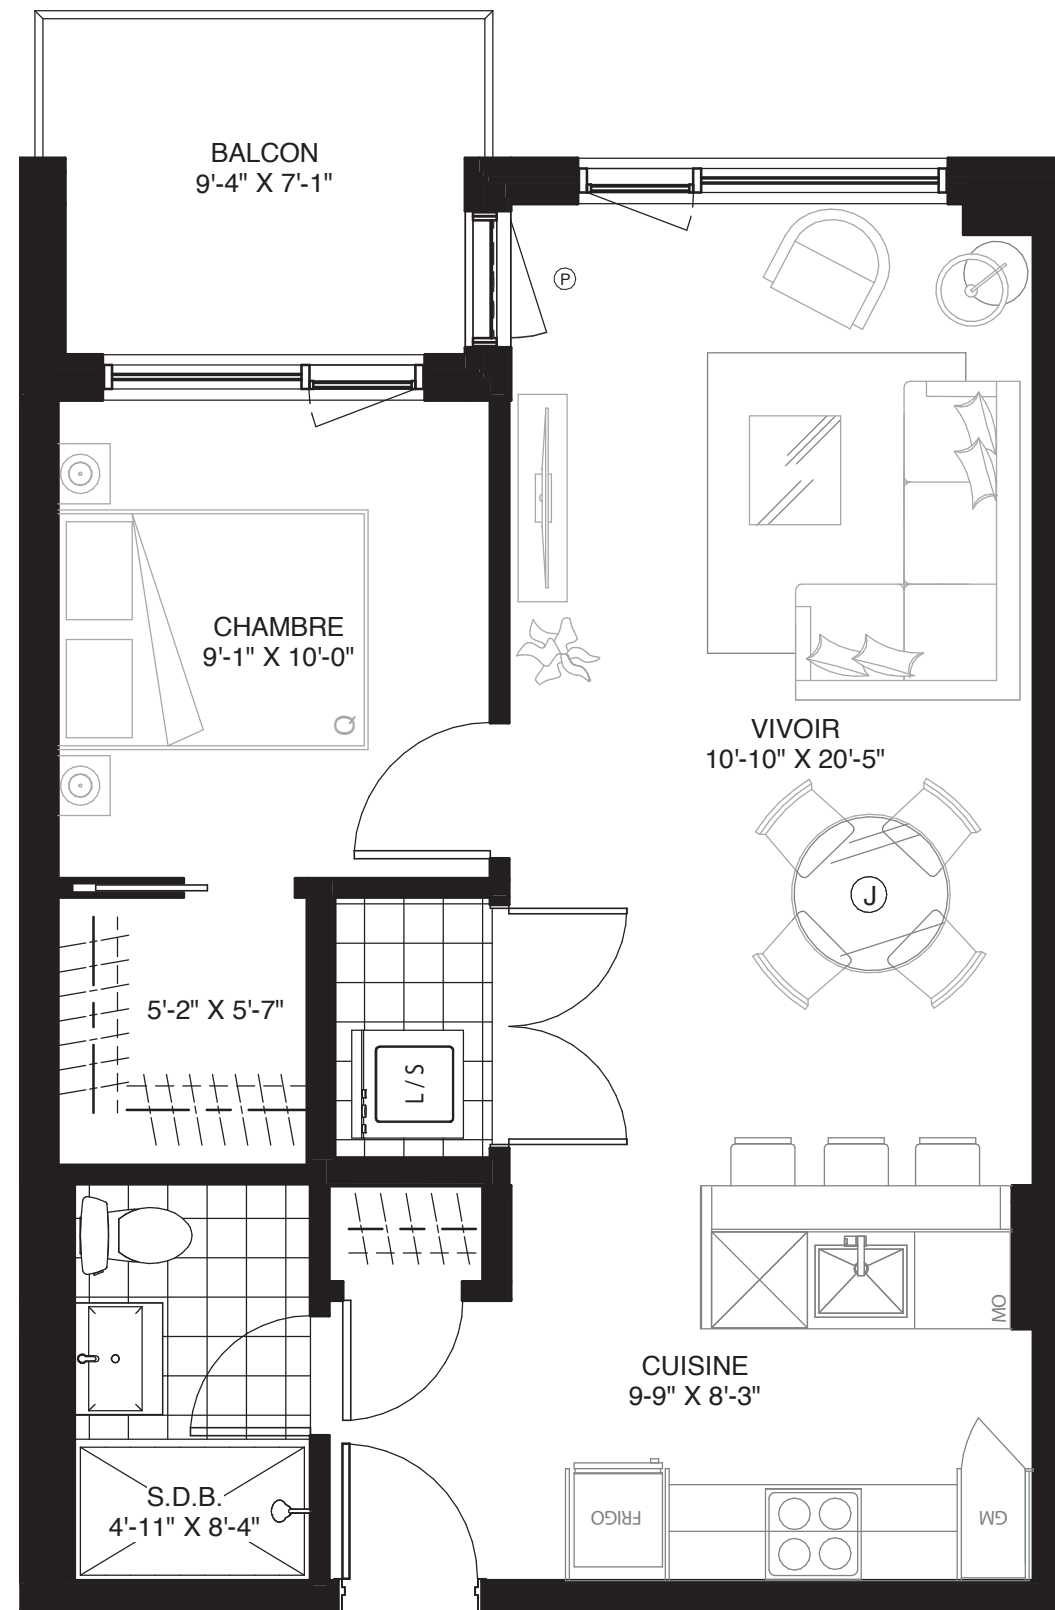 BALCON
9'-4" X 7'-1"
P
CHAMBRE
9'-1" X 10'-0"
Q
VIVOIR
10'-10" X 20'-5"
J
5'-2" X 5'-7"
L/S
MO
CUISINE
9-9" X 8'-3"
S.D.B.
4'-11" X 8'-4"
FRIGO
GM